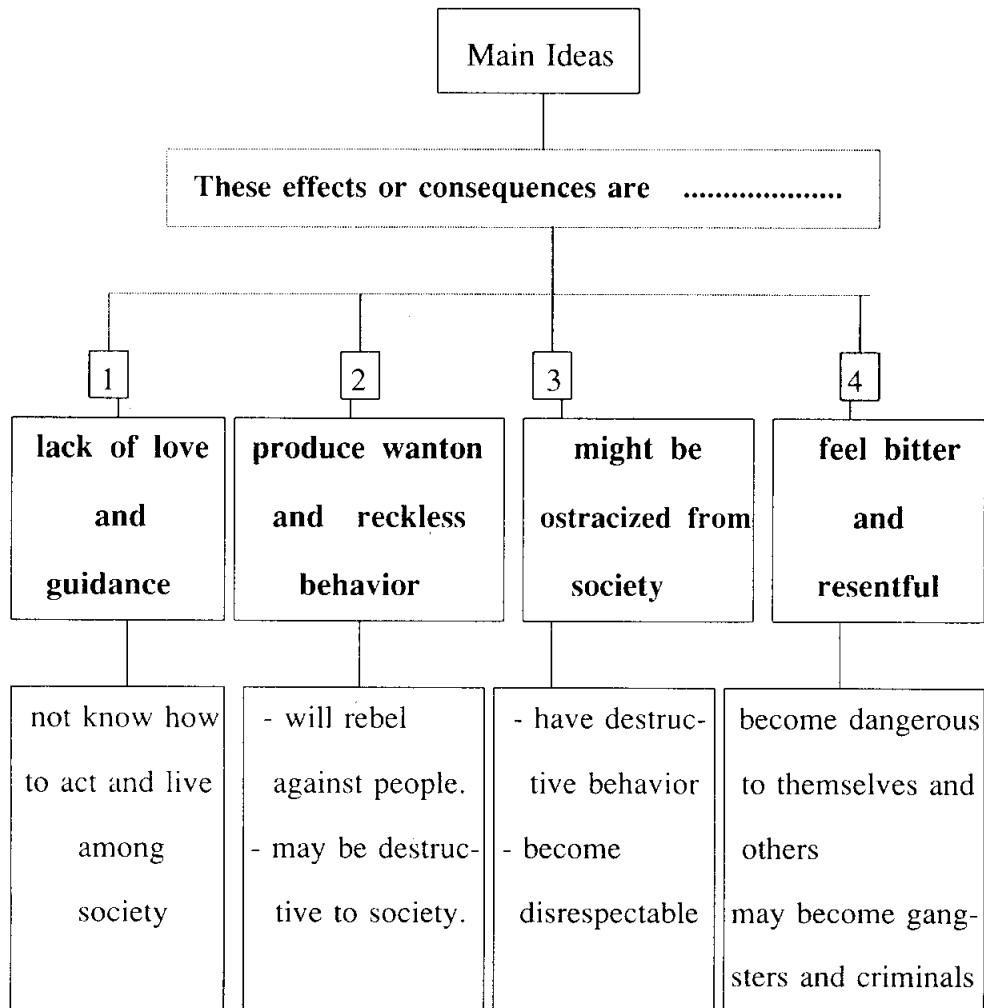 Main Ideas
These effects or consequences are .....................
1
2
3
4
lack of love
and
guidance
produce wanton
and reckless
behavior
might be
ostracized from
society
feel bitter
and
resentful
not know how
to act and live
among
society
- will rebel
against people.
- may be destruc-
tive to society.
- have destruc-
tive behavior
- become
disrespectable
become dangerous
to themselves and
others
may become gang-
sters and criminals